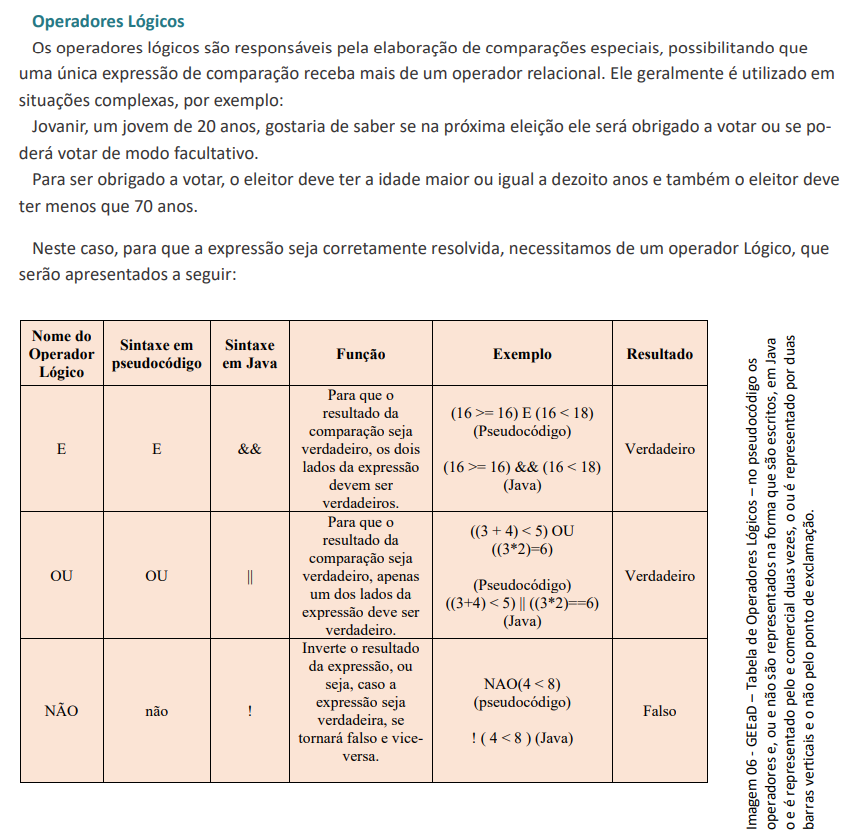 Operadores Lógicos
Os operadores lógicos são responsáveis pela elaboração de comparações especiais, possibilitando que
uma única expressão de comparação receba mais de um operador relacional. Ele geralmente é utilizado em
situações complexas, por exemplo:
Jovanir, um jovem de 20 anos, gostaria de saber se na próxima eleição ele será obrigado a votar ou se po-
derá votar de modo facultativo.
Para ser obrigado a votar, o eleitor deve ter a idade maior ou igual a dezoito anos e também o eleitor deve
ter menos que 70 anos.
Neste caso, para que a expressão seja corretamente resolvida, necessitamos de um operador Lógico, que
serão apresentados a seguir:
Nome do
Operador
Lógico
Sintaxe em
pseudocódigo
Sintaxe
em Java
Função
Exemplo
Resultado
E
E
&&
Para que o
resultado da
comparação seja
verdadeiro, os dois
lados da expressão
devem ser
verdadeiros.
(16 >= 16) E (16 < 18)
(Pseudocódigo)
(16 >= 16) && (16 < 18)
(Java)
Verdadeiro
OU
OU
||
Para que o
resultado da
comparação seja
verdadeiro, apenas
um dos lados da
expressão deve ser
verdadeiro.
((3 + 4) < 5) OU
((3*2)=6)
(Pseudocódigo)
((3+4) < 5) || ((3*2)==6)
(Java)
Verdadeiro
NÃO
não
!
Inverte o resultado
da expressão, ou
seja, caso a
expressão seja
verdadeira, se
tornará falso e vice-
versa.
NAO(4 < 8)
(pseudocódigo)
! ( 4 < 8 ) (Java)
Falso
Imagem 06 - GEEaD – Tabela de Operadores Lógicos – no pseudocódigo os
operadores e, ou e não são representados na forma que são escritos, em Java
o e é representado pelo e comercial duas vezes, o ou é representado por duas
barras verticais e o não pelo ponto de exclamação.